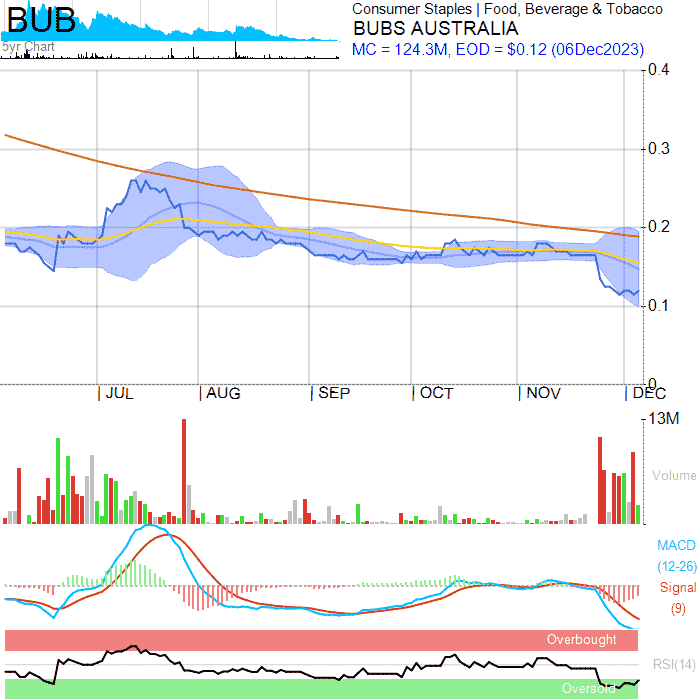 BUB
5yr Chart
Consumer Staples | Food, Beverage & Tobacco
BUBS AUSTRALIA
MC = 124.3M, EOD = $0.12 (06Dec2023)
0.4
0.3
0.2
0.1
0
JUL AUG SEP OCT NOV DEC
13M
Volume
MACD
(12-26)
Signal
(9)
Overbought
RSI(14)
Oversold